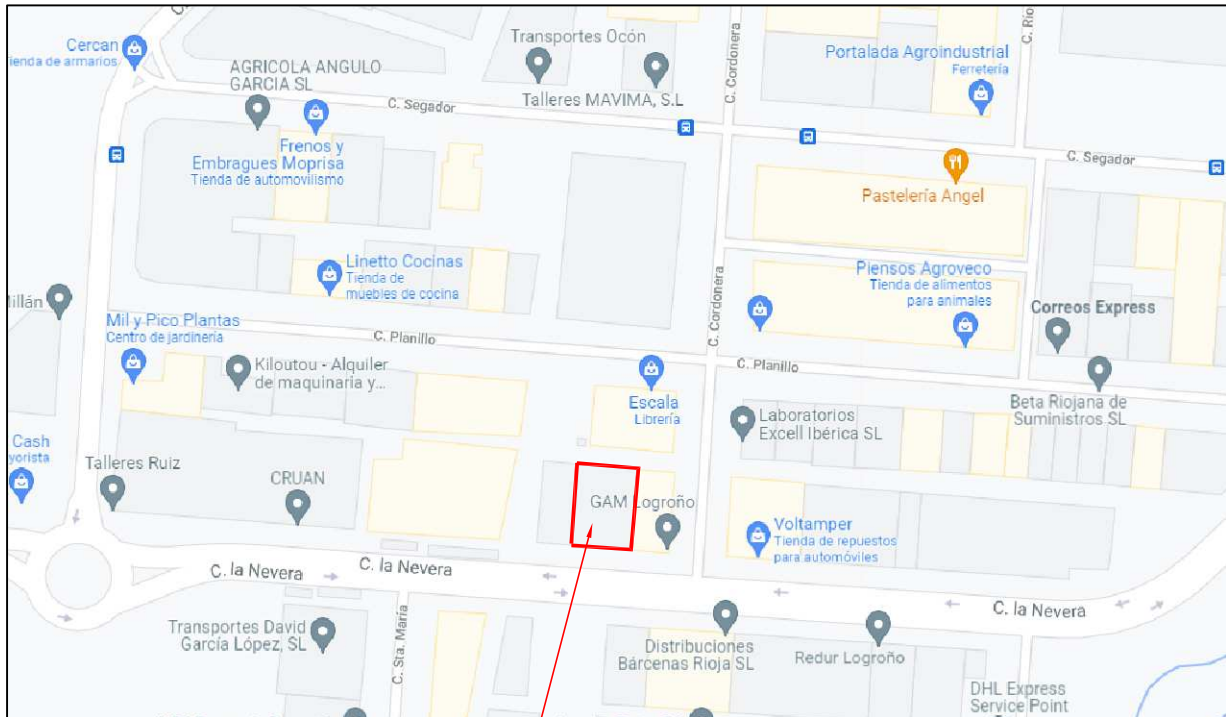 Cercan
Tienda de armarios
AGRICOLA ANGULO
GARCIA SL
Frenos y
Embragues Moprisa
Tienda de automovilismo
C. Segador
Transportes Ocón
Talleres MAVIMA, S.L
C. Cordonera
Portalada Agroindustrial
Ferretería
C. Río
C. Segador
Pastelería Angel
Linetto Cocinas
Tienda de
muebles de cocina
Piensos Agroveco
Tienda de alimentos
para animales
Correos Express
Millán
Mil y Pico Plantas
Centro de jardinería
C. Planillo
C. Cordonera
C. Planillo
Kiloutou - Alquiler
de maquinaria y...
Escala
Librería
Laboratorios
Excell Ibérica SL
Beta Riojana de
Suministros SL
Cash
yorista
Talleres Ruiz
CRUAN
GAM Logroño
Voltamper
Tienda de repuestos
para automóviles
C. la Nevera
C. la Nevera
C. la Nevera
C. Sta. María
Transportes David
García López, SL
Distribuciones
Bárcenas Rioja SL
Redur Logroño
DHL Express
Service Point